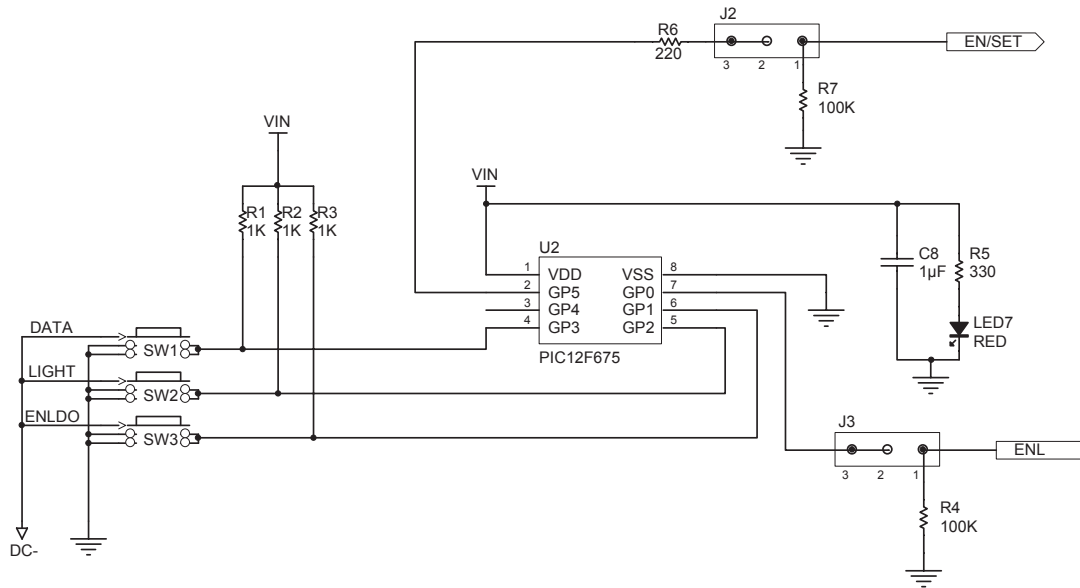 J2
R6
220
3 2 1
EN/SET
R7
100K
VIN
VIN
R1
1K
R2
1K
R3
1K
U2
1 VDD VSS 8
2 GP5 GP0 7
3 GP4 GP1 6
4 GP3 GP2 5
PIC12F675
C8
1µF
R5
330
LED7
RED
DATA
SW1
LIGHT
SW2
ENLDO
SW3
J3
3 2 1
ENL
R4
100K
DC-